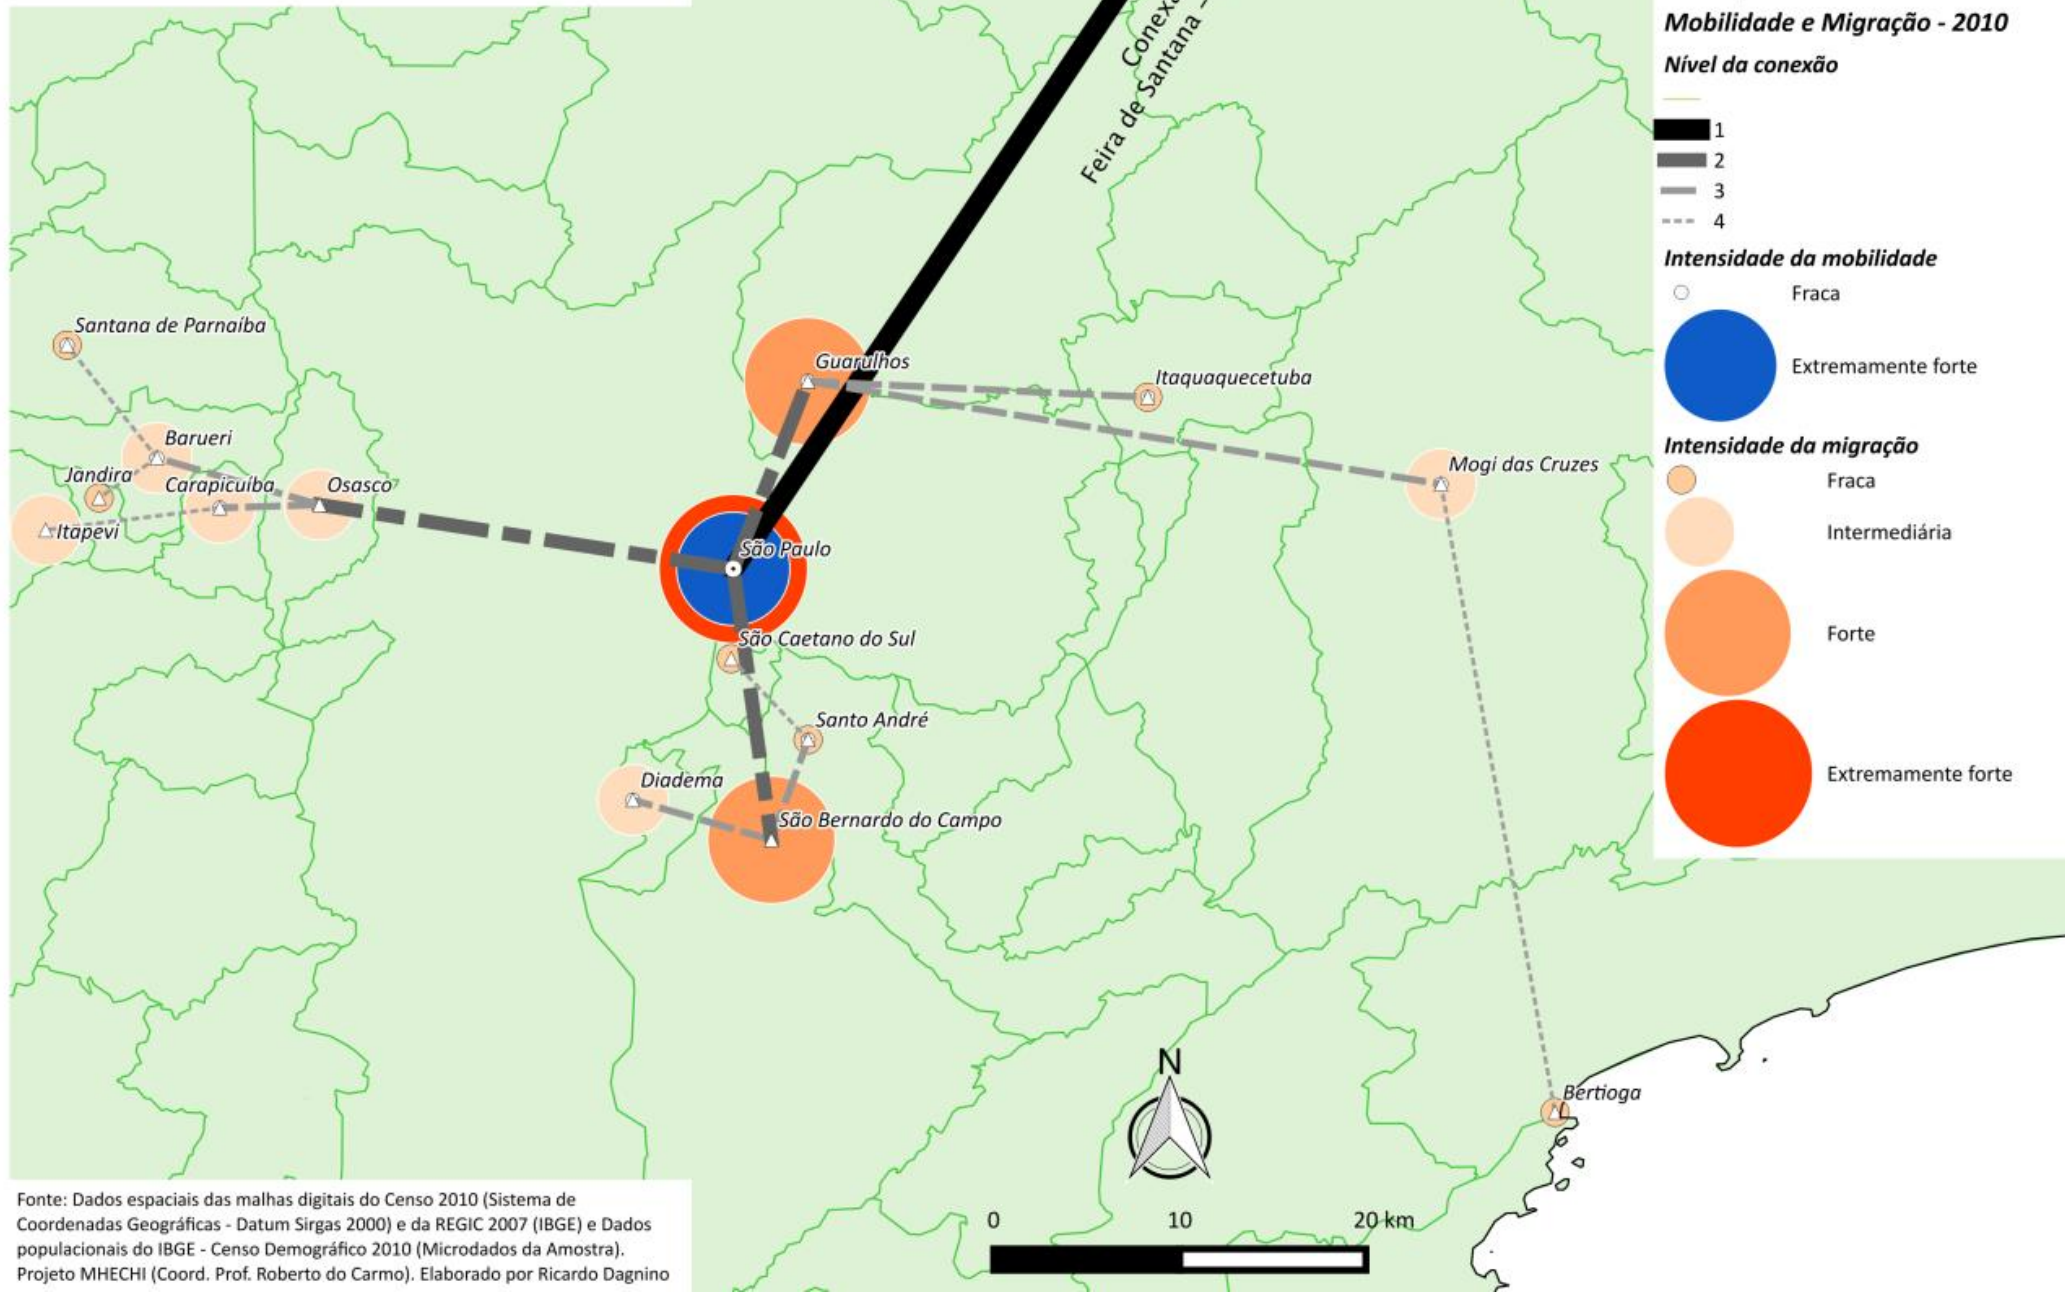 Conexã
Feira de Santana –
Mobilidade e Migração - 2010
Nível da conexão
1
2
3
4
Intensidade da mobilidade
Fraca
Extremamente forte
Intensidade da migração
Fraca
Intermediária
Forte
Extremamente forte
Santana de Parnaíba
Guarulhos
Itaquaquecetuba
Barueri
Mogi das Cruzes
Jandira
Carapicuíba
Osasco
Itapevi
São Paulo
São Caetano do Sul
Santo André
Diadema
São Bernardo do Campo
Bertioga
N
0 10 20 km
Fonte: Dados espaciais das malhas digitais do Censo 2010 (Sistema de
Coordenadas Geográficas - Datum Sirgas 2000) e da REGIC 2007 (IBGE) e Dados
populacionais do IBGE - Censo Demográfico 2010 (Microdados da Amostra).
Projeto MHECHI (Coord. Prof. Roberto do Carmo). Elaborado por Ricardo Dagnino